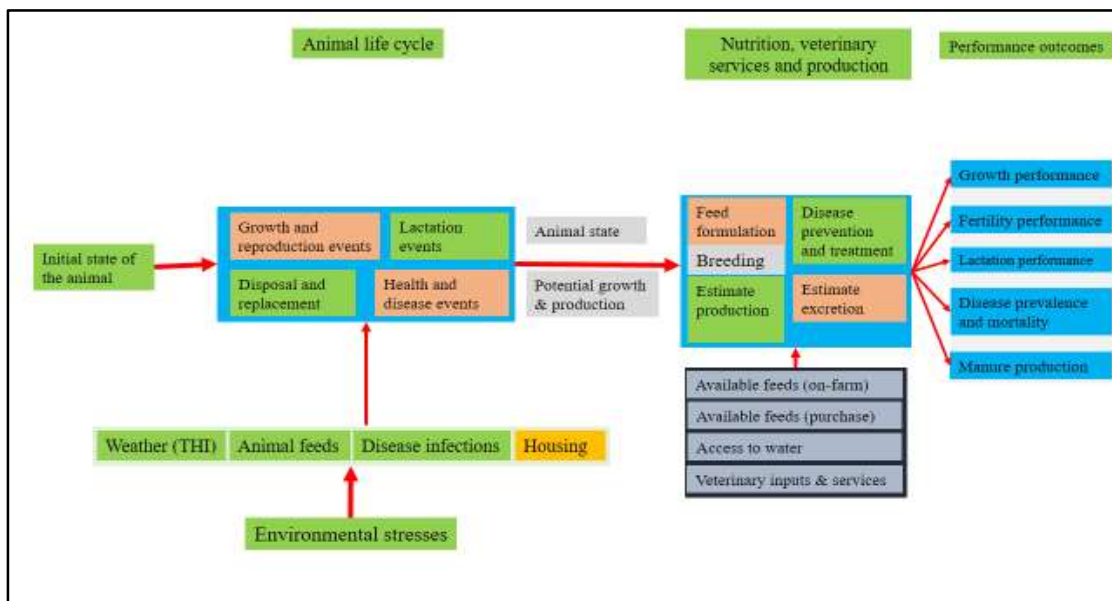 Animal life cycle
Nutrition, veterinary
services and production
Performance outcomes
Initial state of
the animal
Growth and
reproduction events
Lactation
events
Disposal and
replacement
Health and
disease events
Animal state
Potential growth
& production
Feed
formulation
Breeding
Estimate
production
Disease
prevention
and treatment
Estimate
excretion
Growth performance
Fertility performance
Lactation performance
Disease prevalence
and mortality
Manure production
Available feeds (on-farm)
Available feeds (purchase)
Access to water
Veterinary inputs & services
Weather (THI)
Animal feeds
Disease infections
Housing
Environmental stresses